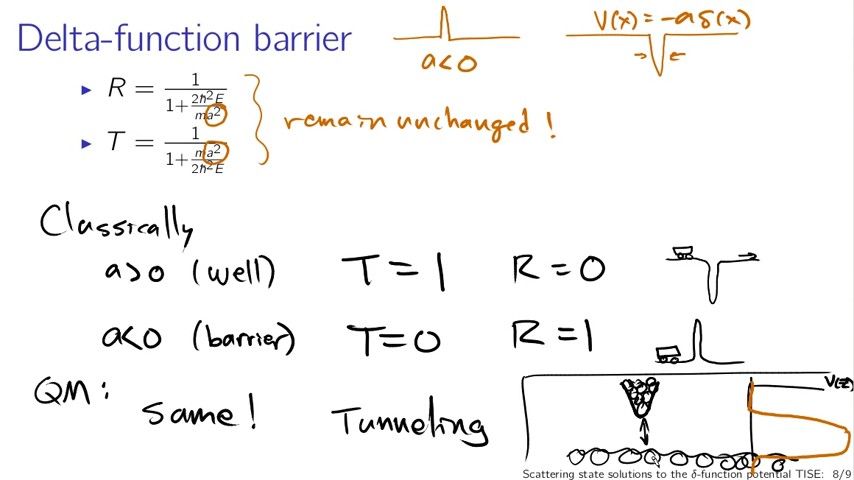 Delta-function barrier
a<0
V(x) = -aδ(x)
▶ R = 1/(1+2ħ²E/ma²)
▶ T = 1/(1+ma²/2ħ²E)
remain unchanged!
Classically
a>0 (well) T=1 R=0
a<0 (barrier) T=0 R=1
QM:
same! Tunneling
V(z)
Scattering state solutions to the δ-function potential TISE: 8/9